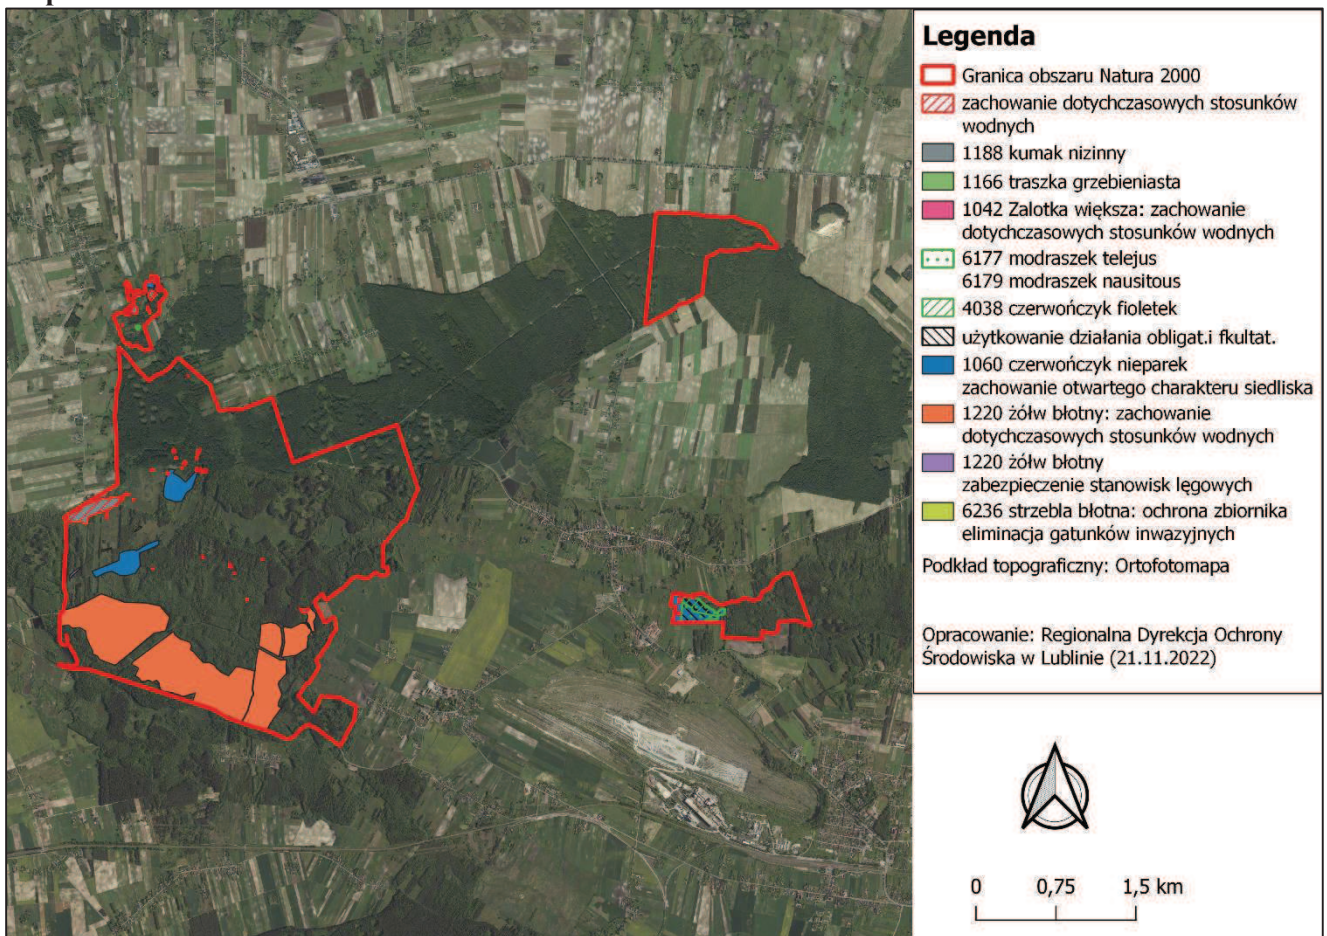 Legenda
Granica obszaru Natura 2000
zachowanie dotychczasowych stosunków
wodnych
1188 kumak nizinny
1166 traszka grzebieniasta
1042 Zalotka większa: zachowanie
dotychczasowych stosunków wodnych
6177 modraszek telejus
6179 modraszek nausitous
4038 czerwończyk fioletek
użytkowanie działania obligat.i fkultat.
1060 czerwończyk nieparek
zachowanie otwartego charakteru siedliska
1220 żółw błotny: zachowanie
dotychczasowych stosunków wodnych
1220 żółw błotny
zabezpieczenie stanowisk lęgowych
6236 strzebla błotna: ochrona zbiornika
eliminacja gatunków inwazyjnych
Podkład topograficzny: Ortofotomapa
Opracowanie: Regionalna Dyrekcja Ochrony
Środowiska w Lublinie (21.11.2022)
0 0,75 1,5 km